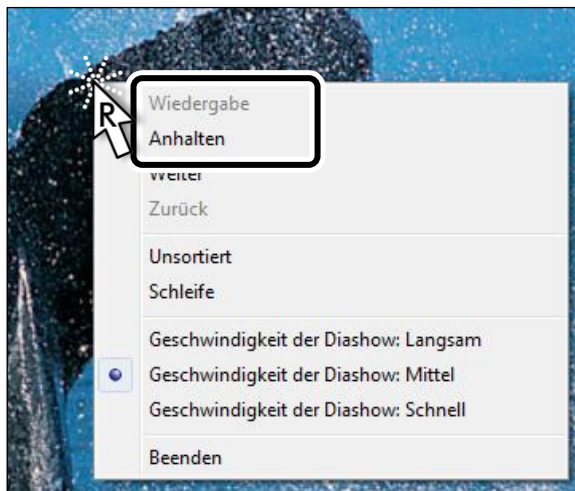 R
Wiedergabe
Anhalten
Weiter
Zurück
Unsortiert
Schleife
Geschwindigkeit der Diashow: Langsam
Geschwindigkeit der Diashow: Mittel
Geschwindigkeit der Diashow: Schnell
Beenden